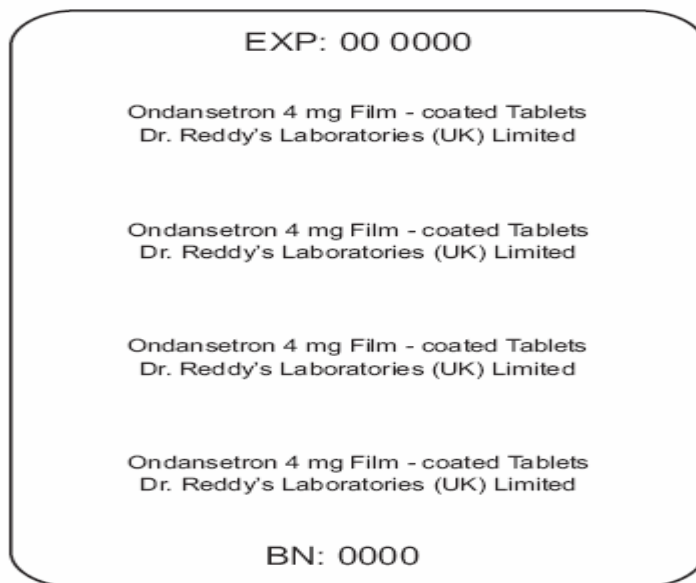 EXP: 00 0000
Ondansetron 4 mg Film - coated Tablets
Dr. Reddy's Laboratories (UK) Limited
Ondansetron 4 mg Film - coated Tablets
Dr. Reddy's Laboratories (UK) Limited
Ondansetron 4 mg Film - coated Tablets
Dr. Reddy's Laboratories (UK) Limited
Ondansetron 4 mg Film - coated Tablets
Dr. Reddy's Laboratories (UK) Limited
BN: 0000